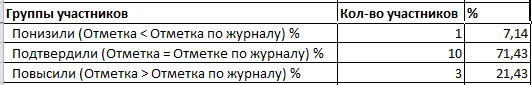 Группы участников Кол-во участников %
Понизили (Отметка < Отметка по журналу) % 1 7,14
Подтвердили (Отметка = Отметке по журналу) % 10 71,43
Повысили (Отметка > Отметка по журналу) % 3 21,43